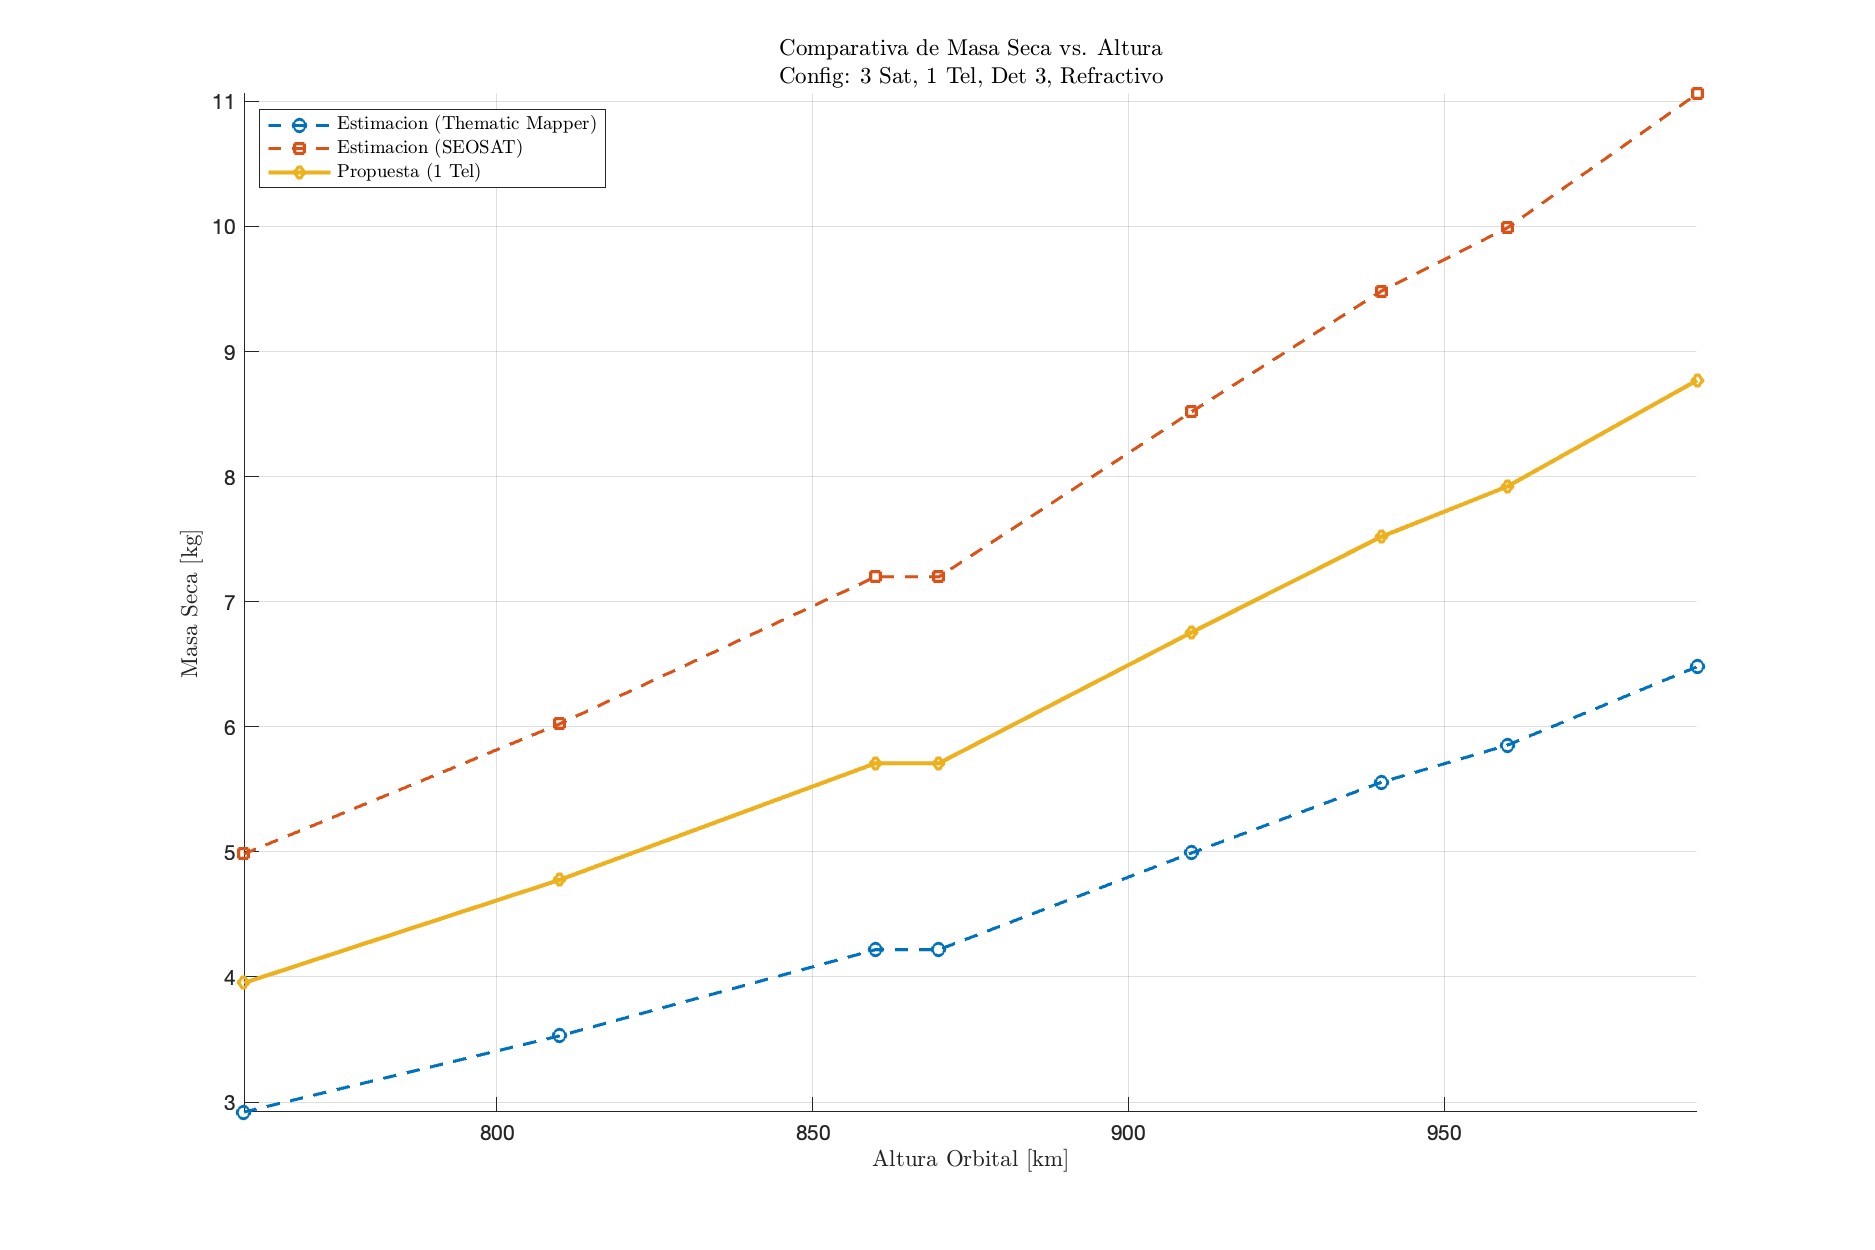 Comparativa de Masa Seca vs. Altura
Config: 3 Sat, 1 Tel, Det 3, Refractivo
Estimacion (Thematic Mapper)
Estimacion (SEOSAT)
Propuesta (1 Tel)
11
10
9
8
7
6
5
4
3
Masa Seca [kg]
800
850
900
950
Altura Orbital [km]